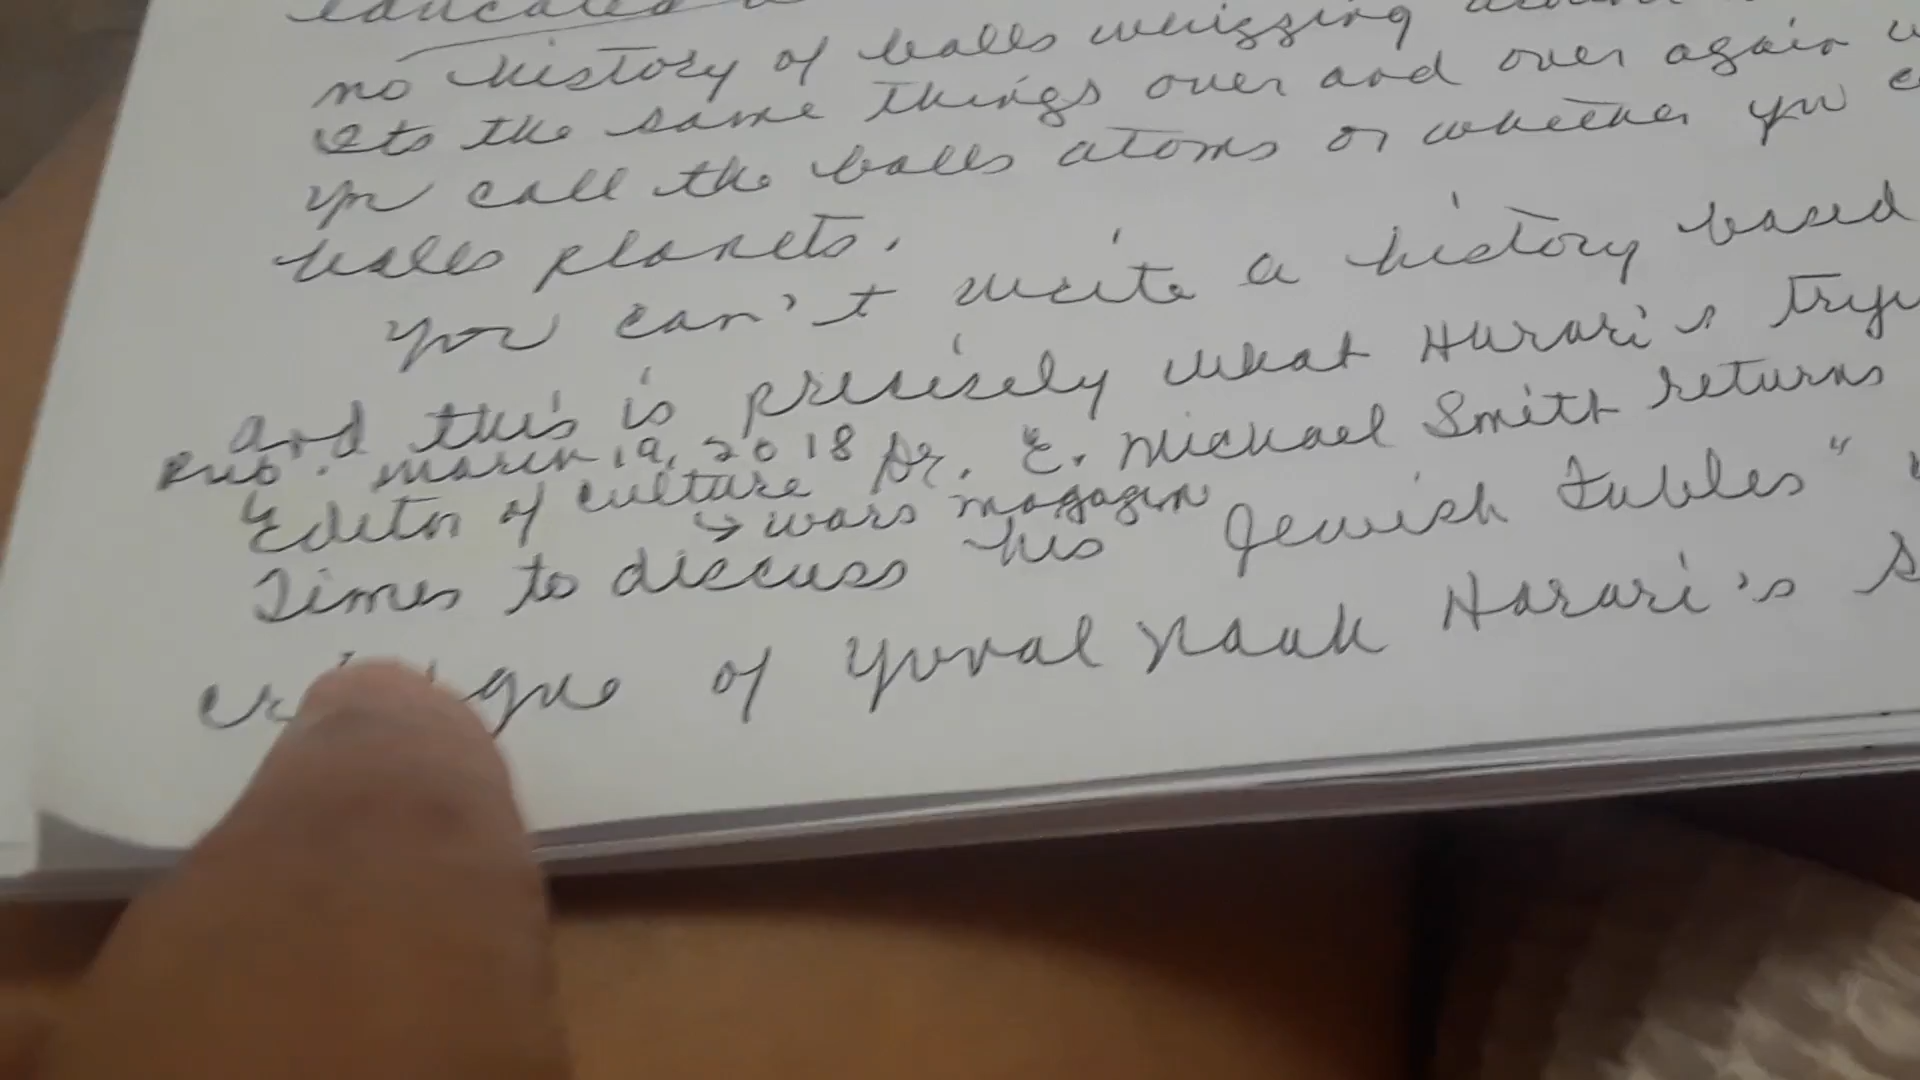 educated
no history of balls whizzing
its the same things over and over again
you call the balls atoms or whether you
balls planets.
You can't write a history based
and this is precisely what Harari's
Pub. March 19, 2018 Dr. E. Michael Smith returns
Editor of culture
→ wars magazine
Times to discuss his "Jewish Fables"
of Yuval Noah Harari's